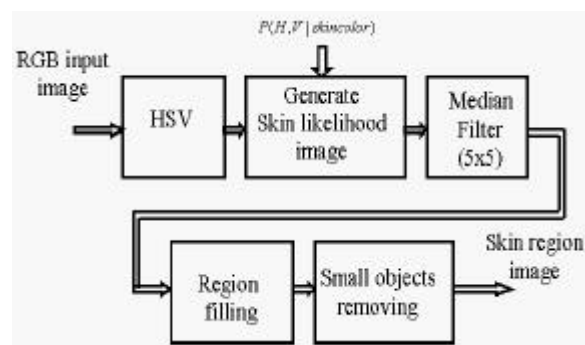 P(H,V | skincolor)
RGB input
image
HSV
Generate
Skin likelihood
image
Median
Filter
(5x5)
Skin region
image
Region
filling
Small objects
removing